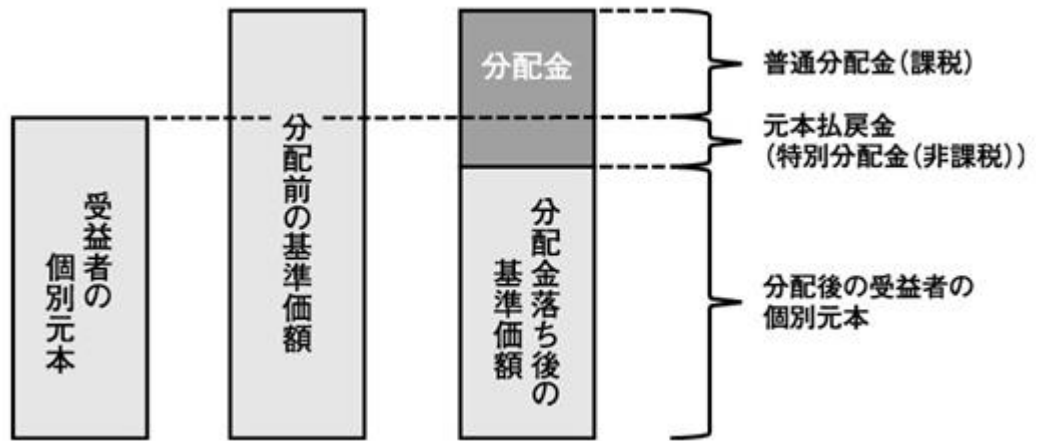 受益者の
個別元本
分配前の基準価額
分配金
分配金落ち後の
基準価額
普通分配金(課税)
元本払戻金
(特別分配金(非課税))
分配後の受益者の
個別元本